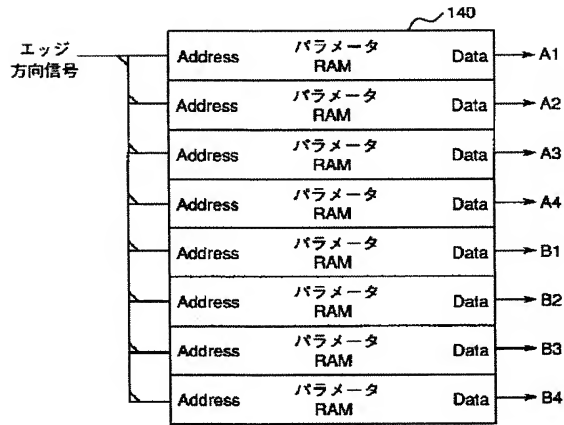 140
エッジ
方向信号
Address パラメータ RAM Data A1
Address パラメータ RAM Data A2
Address パラメータ RAM Data A3
Address パラメータ RAM Data A4
Address パラメータ RAM Data B1
Address パラメータ RAM Data B2
Address パラメータ RAM Data B3
Address パラメータ RAM Data B4